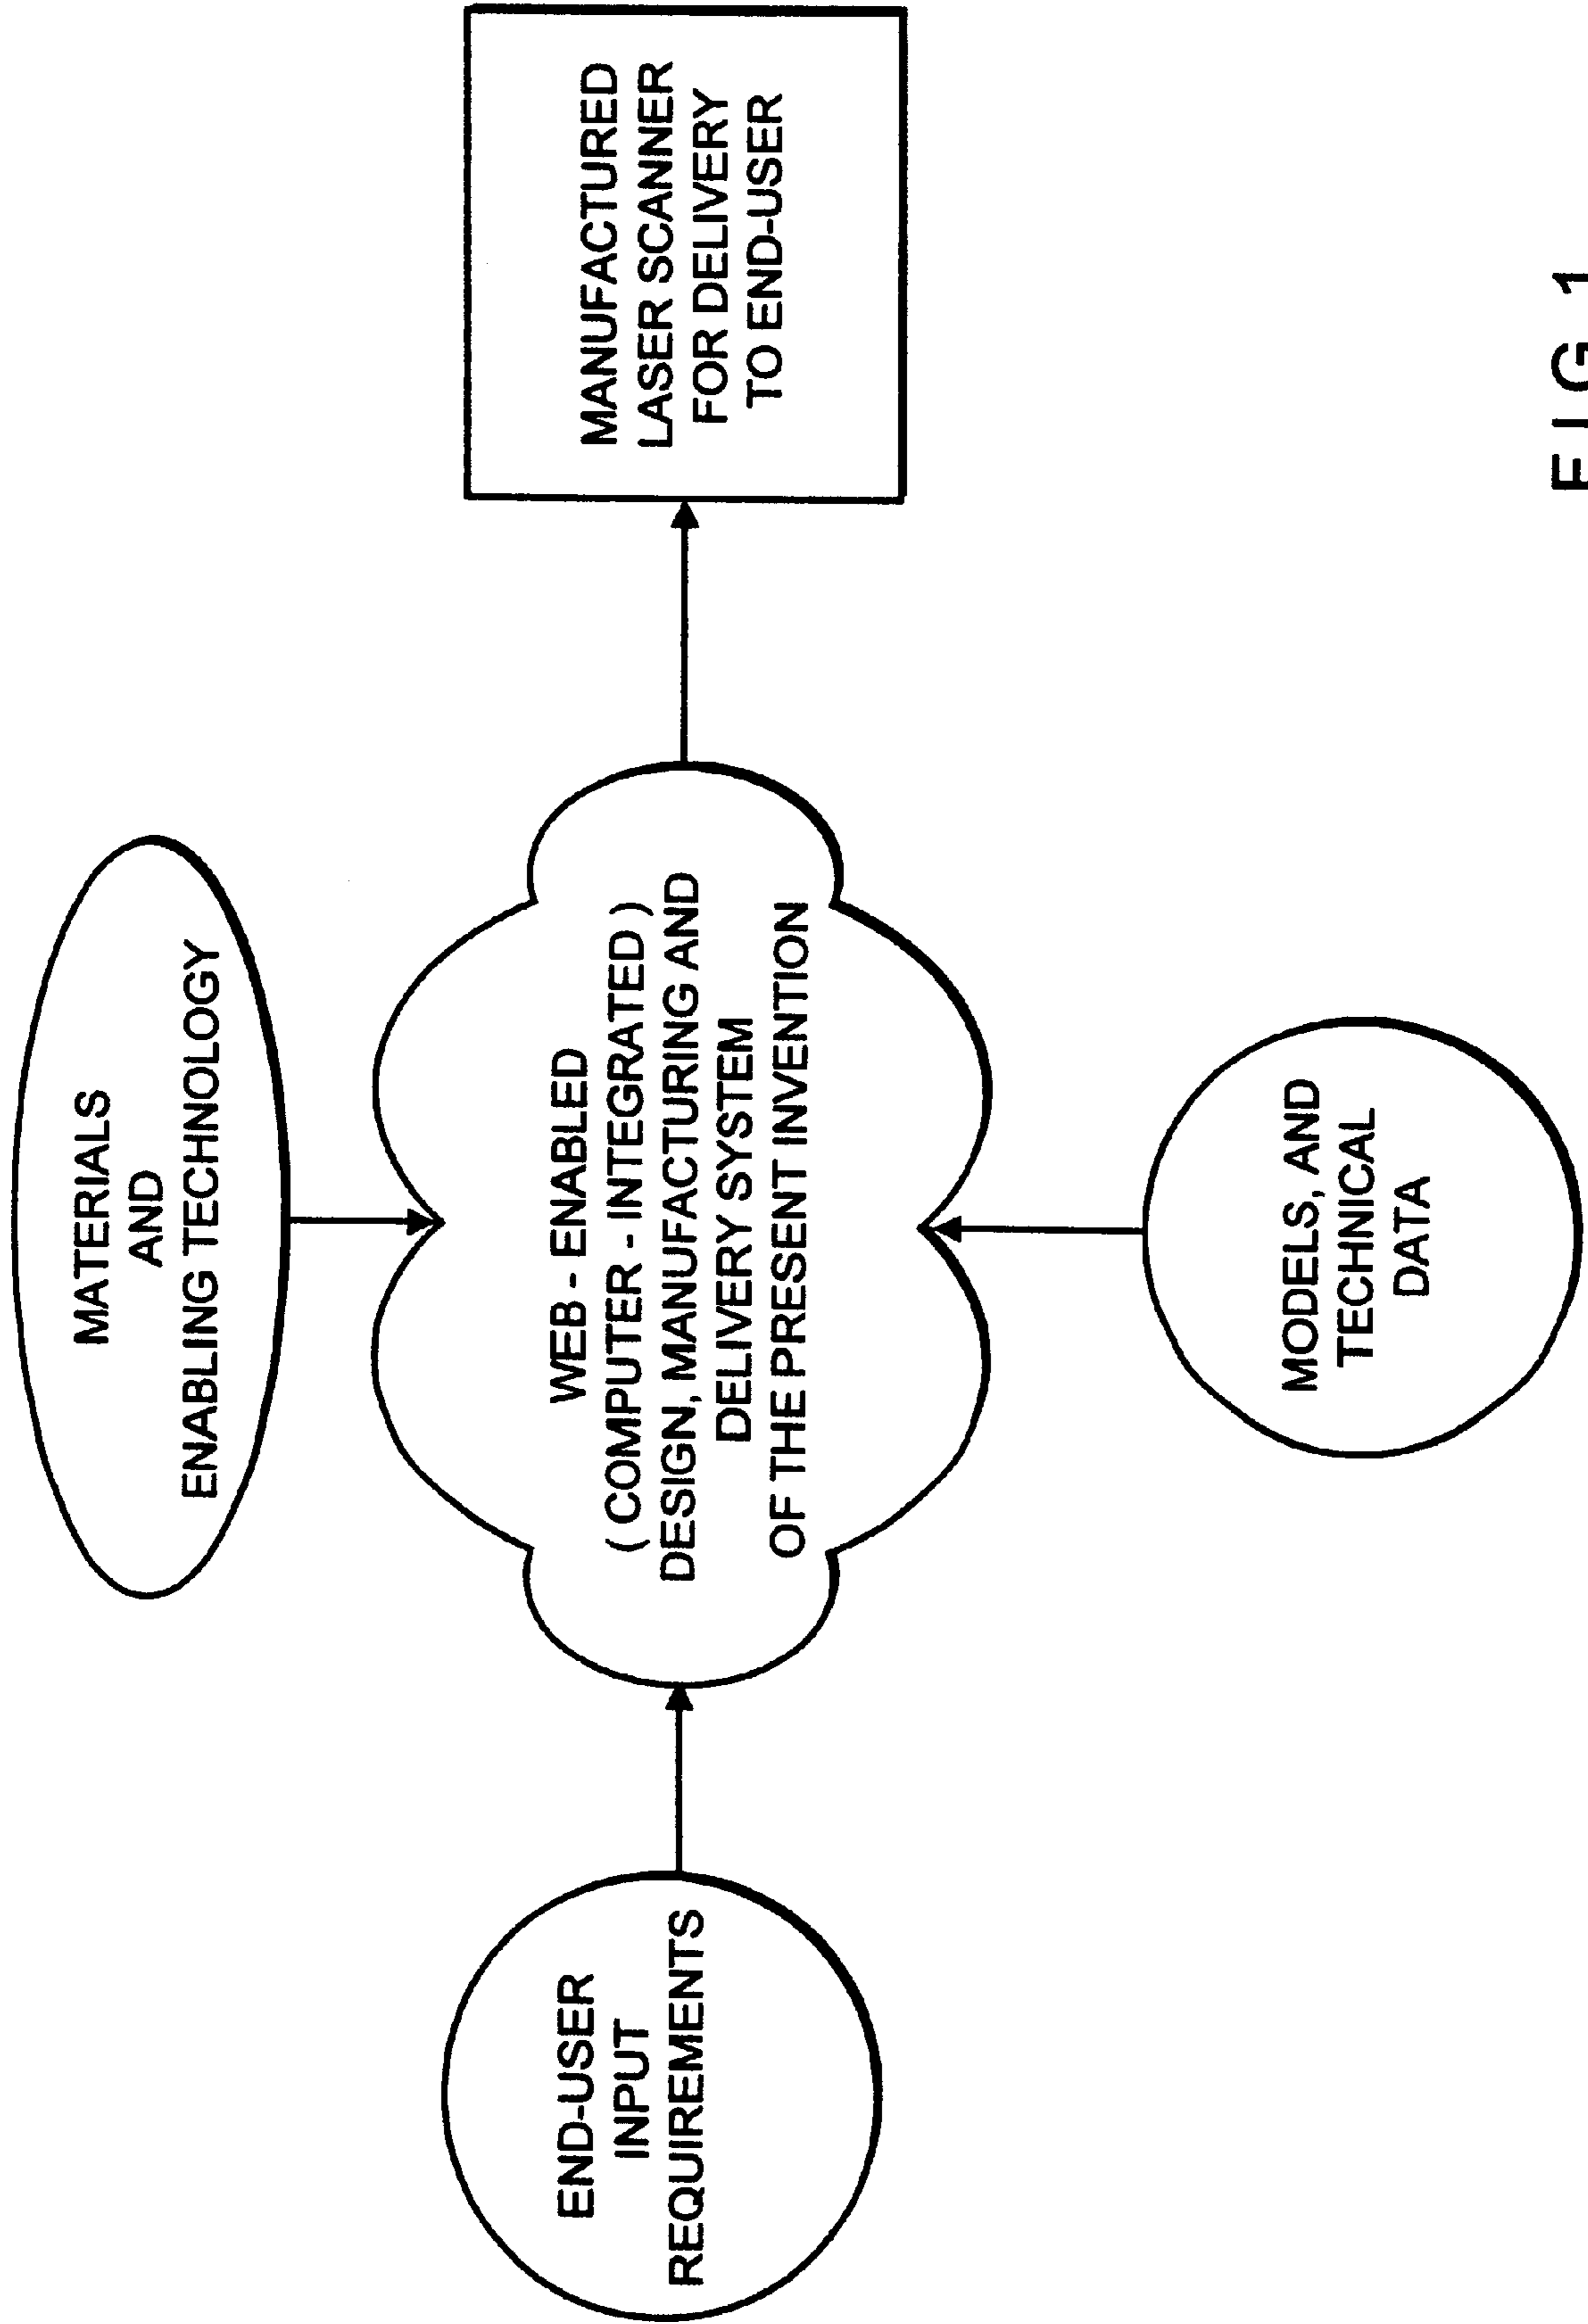 MATERIALS
AND
ENABLING TECHNOLOGY
END-USER
INPUT
REQUIREMENTS
WEB - ENABLED
( COMPUTER - INTEGRATED )
DESIGN, MANUFACTURING AND
DELIVERY SYSTEM
OF THE PRESENT INVENTION
MANUFACTURED
LASER SCANNER
FOR DELIVERY
TO END-USER
MODELS, AND
TECHNICAL
DATA
FIG. 1